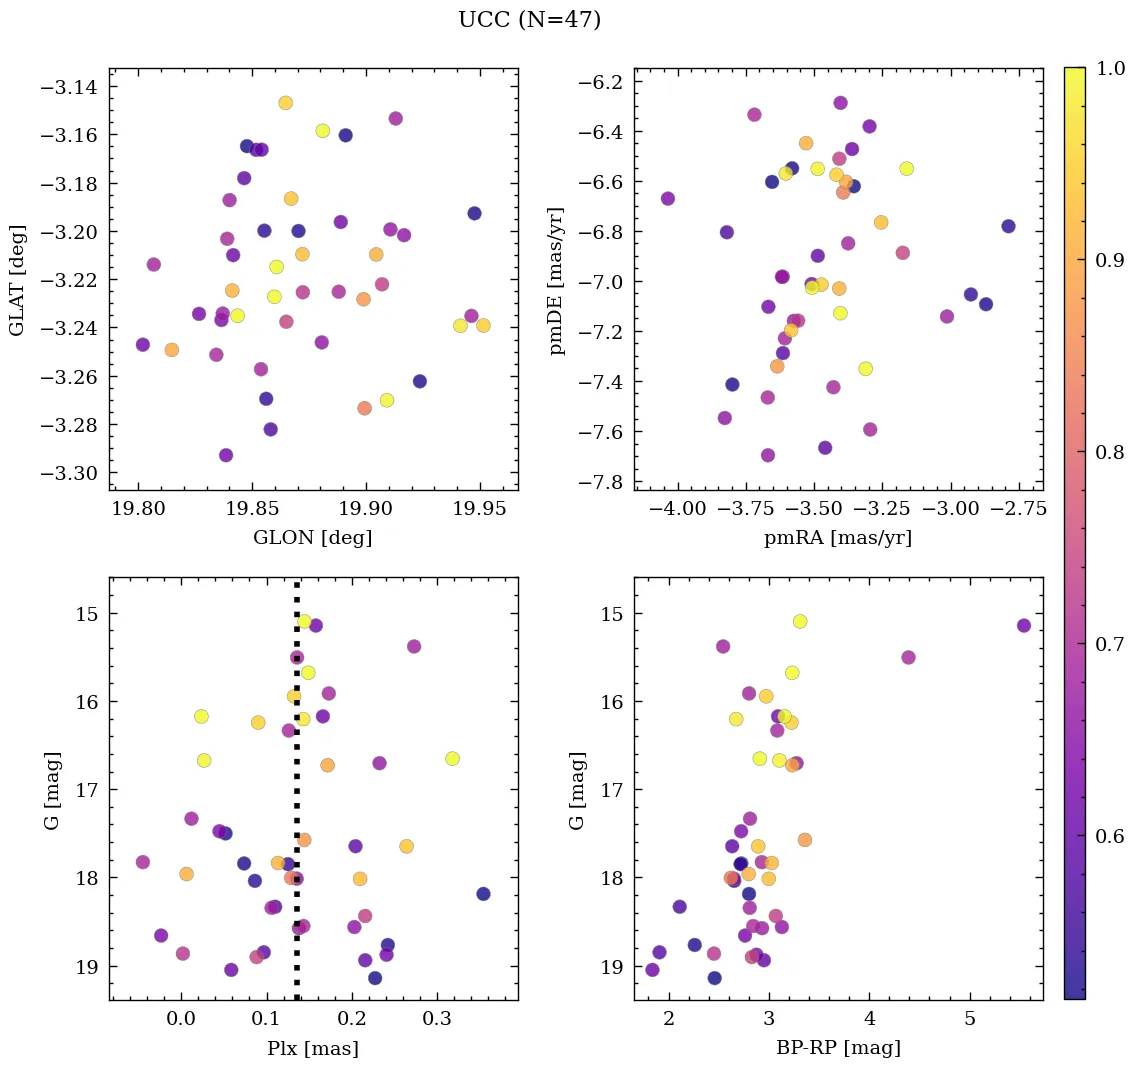 UCC (N=47)
−3.14
−3.16
−3.18
−3.20
−3.22
−3.24
−3.26
−3.28
−3.30
GLAT [deg]
19.80 19.85 19.90 19.95
GLON [deg]
−6.2
−6.4
−6.6
−6.8
−7.0
−7.2
−7.4
−7.6
−7.8
pmDE [mas/yr]
−4.00 −3.75 −3.50 −3.25 −3.00 −2.75
pmRA [mas/yr]
15
16
17
18
19
G [mag]
0.0 0.1 0.2 0.3
Plx [mas]
15
16
17
18
19
G [mag]
2 3 4 5
BP-RP [mag]
1.0
0.9
0.8
0.7
0.6